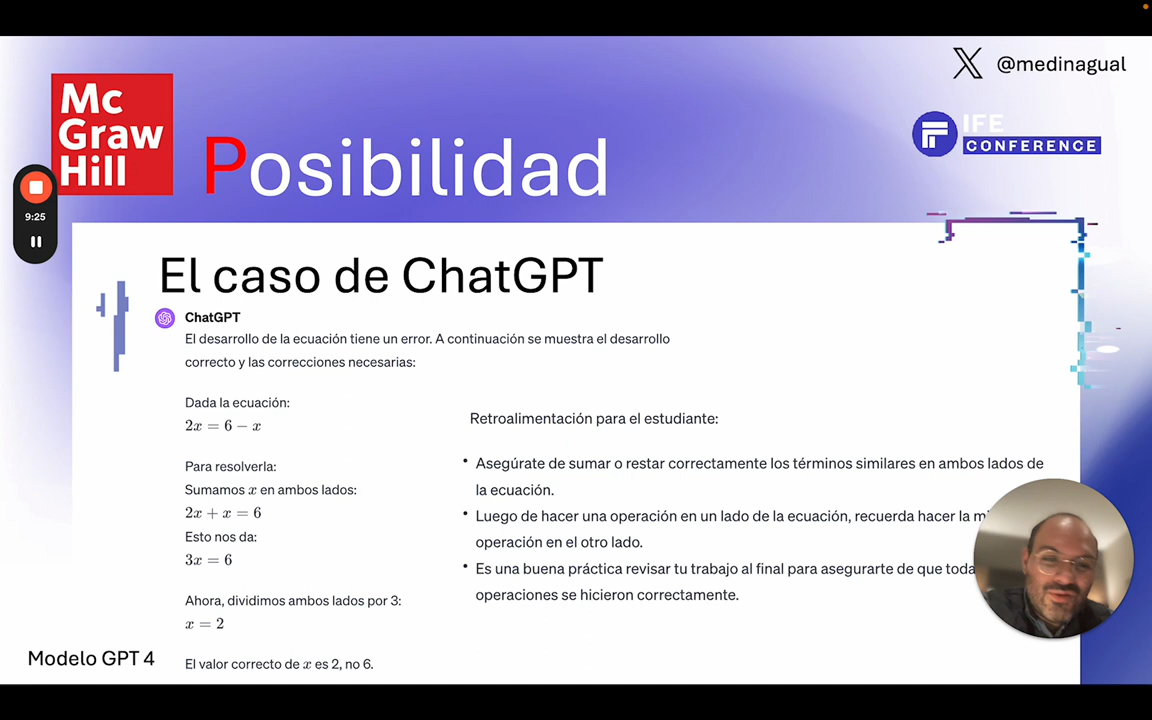 Mc
Graw
Hill
Posibilidad
@medinagual
IFE
CONFERENCE
9:25
El caso de ChatGPT
ChatGPT
El desarrollo de la ecuación tiene un error. A continuación se muestra el desarrollo
correcto y las correcciones necesarias:
Dada la ecuación:
2x = 6 − x
Para resolverla:
Sumamos x en ambos lados:
2x + x = 6
Esto nos da:
3x = 6
Ahora, dividimos ambos lados por 3:
x = 2
El valor correcto de x es 2, no 6.
Retroalimentación para el estudiante:
• Asegúrate de sumar o restar correctamente los términos similares en ambos lados de
la ecuación.
• Luego de hacer una operación en un lado de la ecuación, recuerda hacer la
operación en el otro lado.
• Es una buena práctica revisar tu trabajo al final para asegurarte de que
operaciones se hicieron correctamente.
Modelo GPT 4